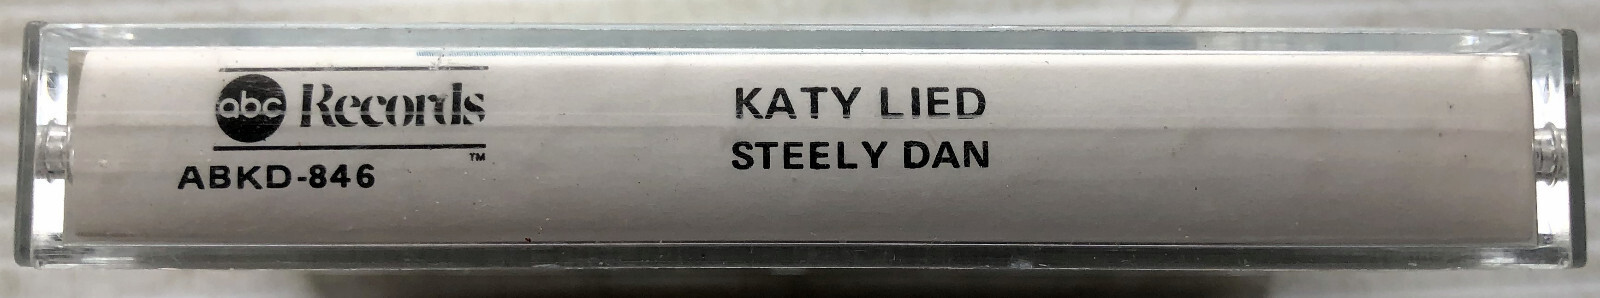 abc Records
™
ABKD-846
KATY LIED
STEELY DAN